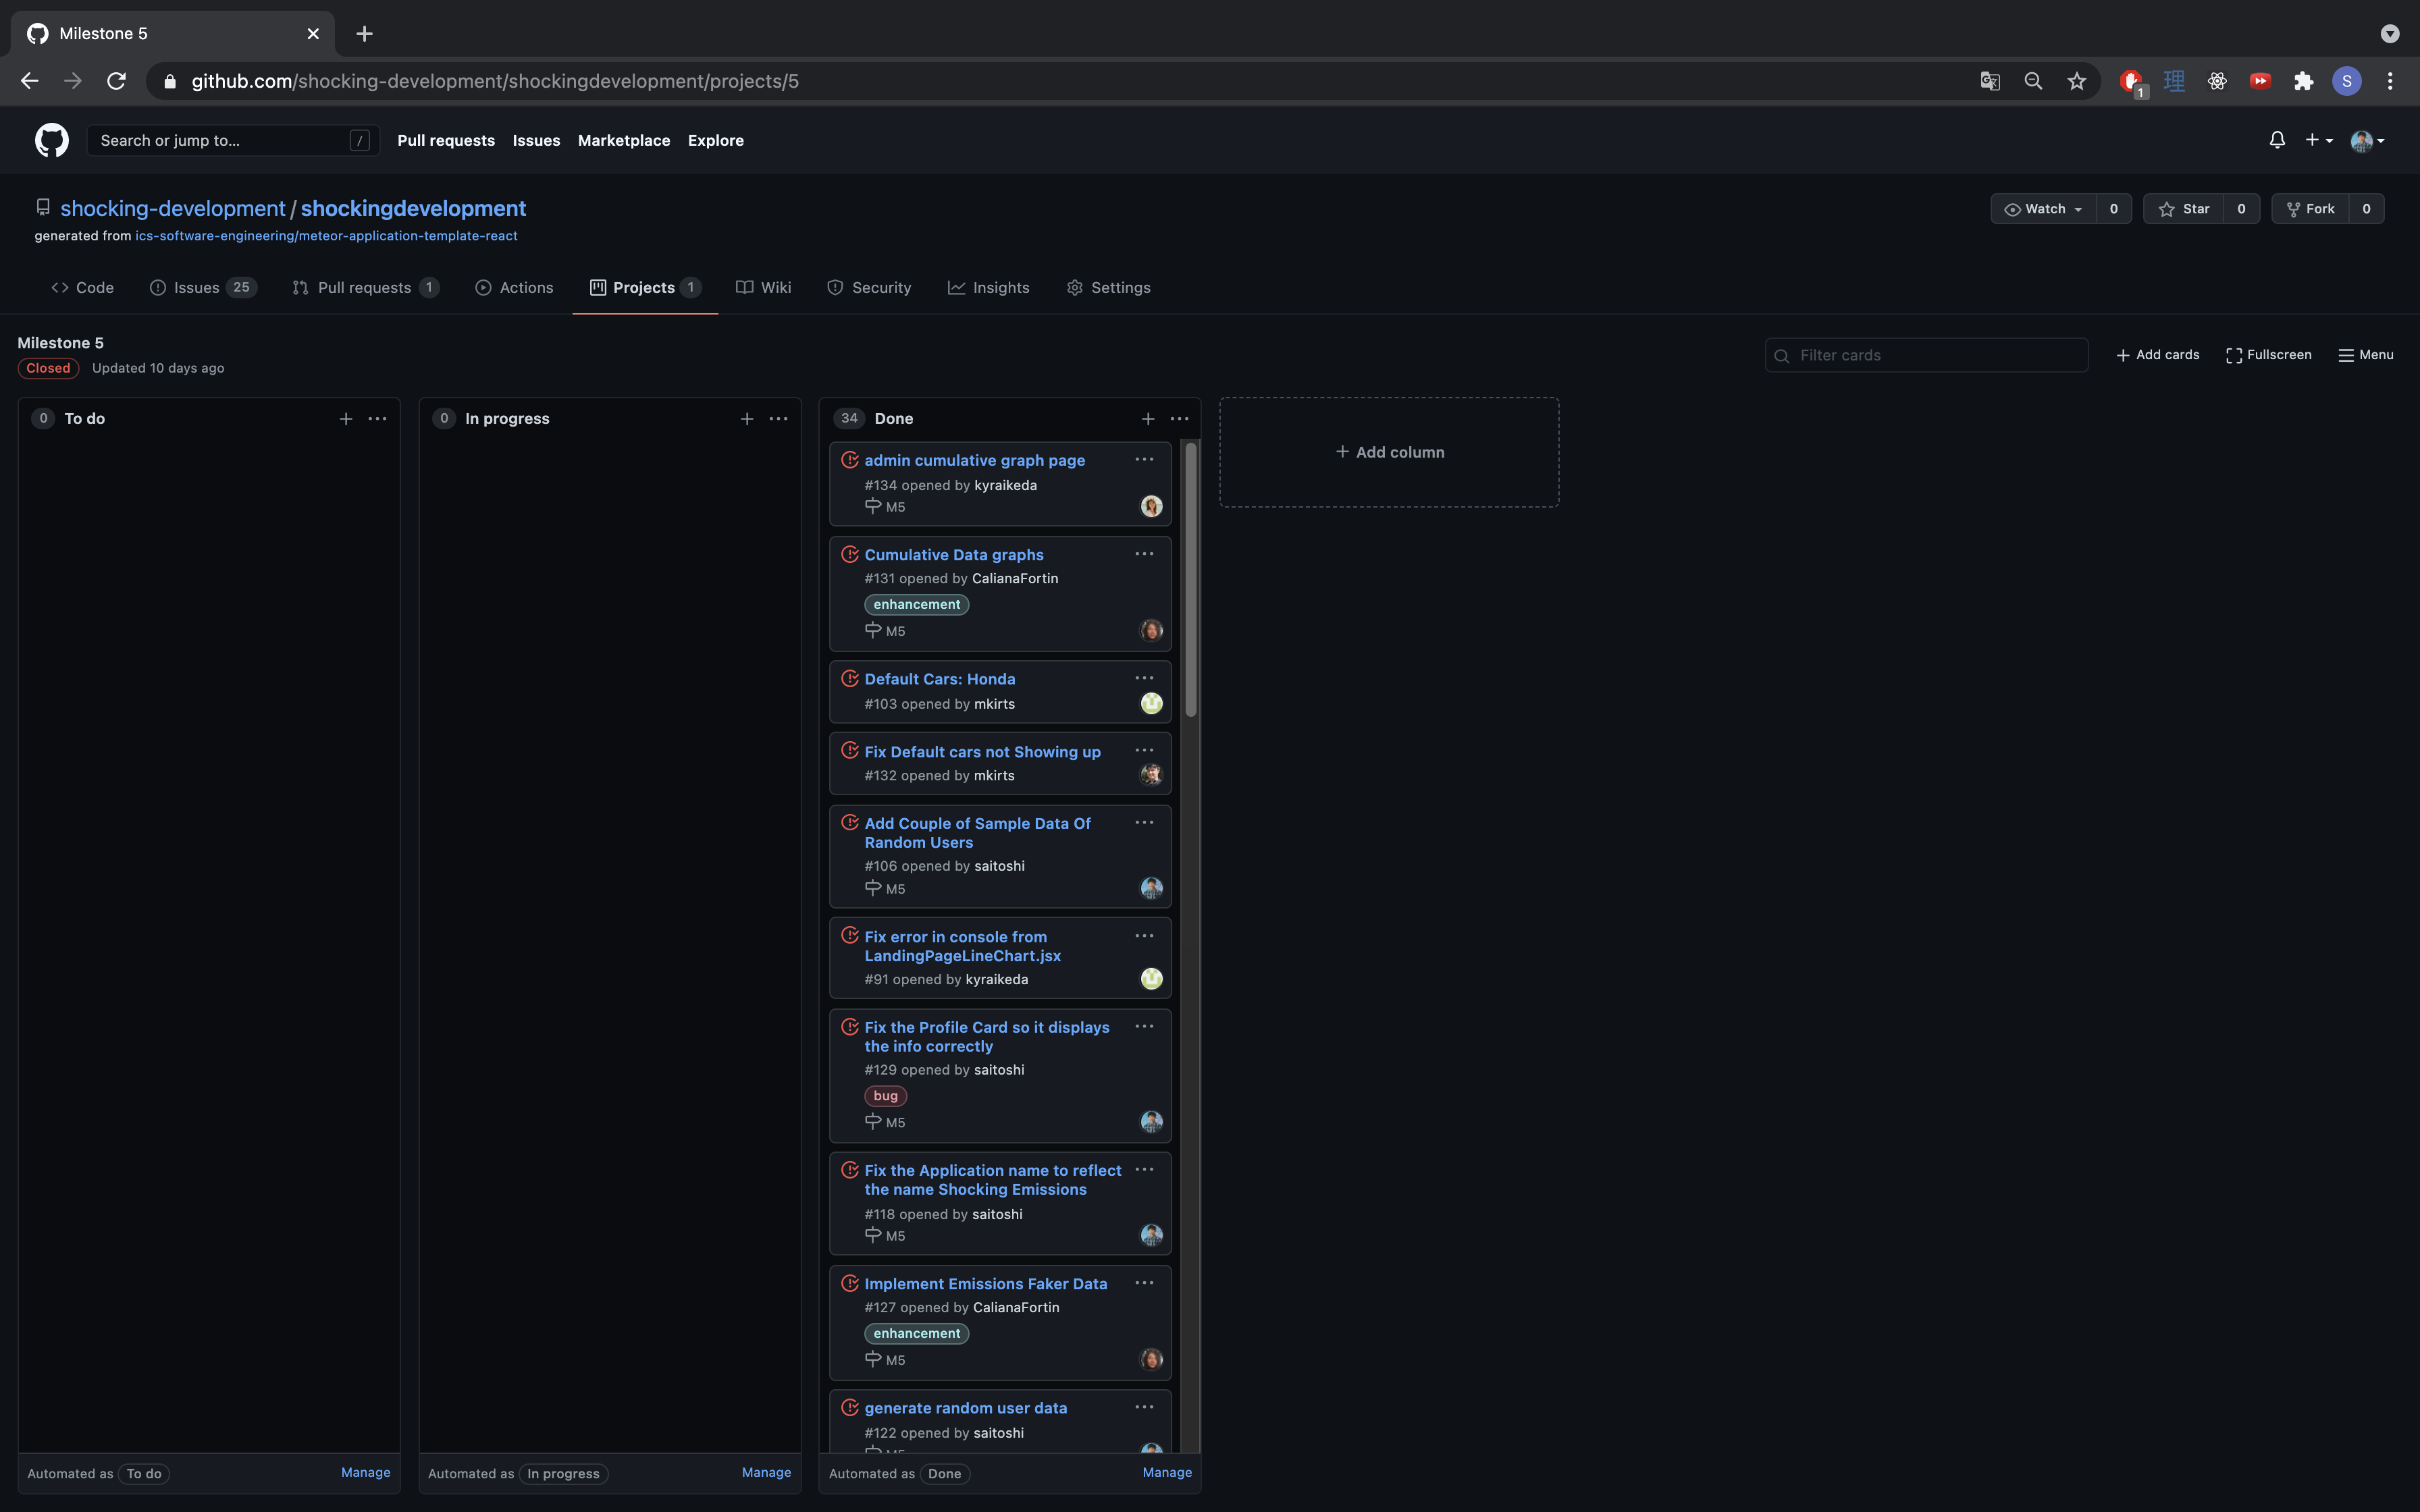 Milestone 5
github.com/shocking-development/shockingdevelopment/projects/5
1
S
Search or jump to...
/
Pull requests
Issues
Marketplace
Explore
shocking-development / shockingdevelopment
Watch 0
Star 0
Fork 0
generated from ics-software-engineering/meteor-application-template-react
Code
Issues 25
Pull requests 1
Actions
Projects 1
Wiki
Security
Insights
Settings
Milestone 5
Closed Updated 10 days ago
Filter cards
Add cards
Fullscreen
Menu
0 To do
Automated as To do Manage
0 In progress
Automated as In progress Manage
34 Done
admin cumulative graph page
#134 opened by kyraikeda
M5
Cumulative Data graphs
#131 opened by CalianaFortin
enhancement
M5
Default Cars: Honda
#103 opened by mkirts
Fix Default cars not Showing up
#132 opened by mkirts
Add Couple of Sample Data Of
Random Users
#106 opened by saitoshi
M5
Fix error in console from
LandingPageLineChart.jsx
#91 opened by kyraikeda
Fix the Profile Card so it displays
the info correctly
#129 opened by saitoshi
bug
M5
Fix the Application name to reflect
the name Shocking Emissions
#118 opened by saitoshi
M5
Implement Emissions Faker Data
#127 opened by CalianaFortin
enhancement
M5
generate random user data
#122 opened by saitoshi
Automated as Done Manage
Add column